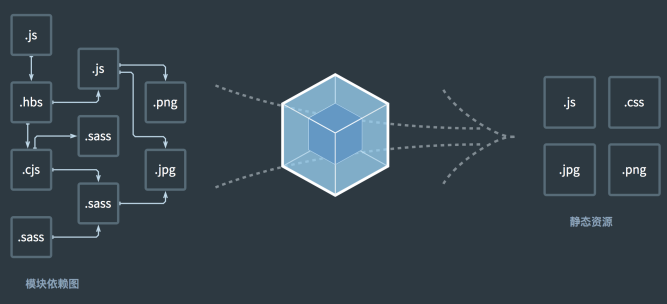 .js
.js
.hbs
.png
.sass
.cjs
.jpg
.sass
.sass
模块依赖图
.js
.css
.jpg
.png
静态资源